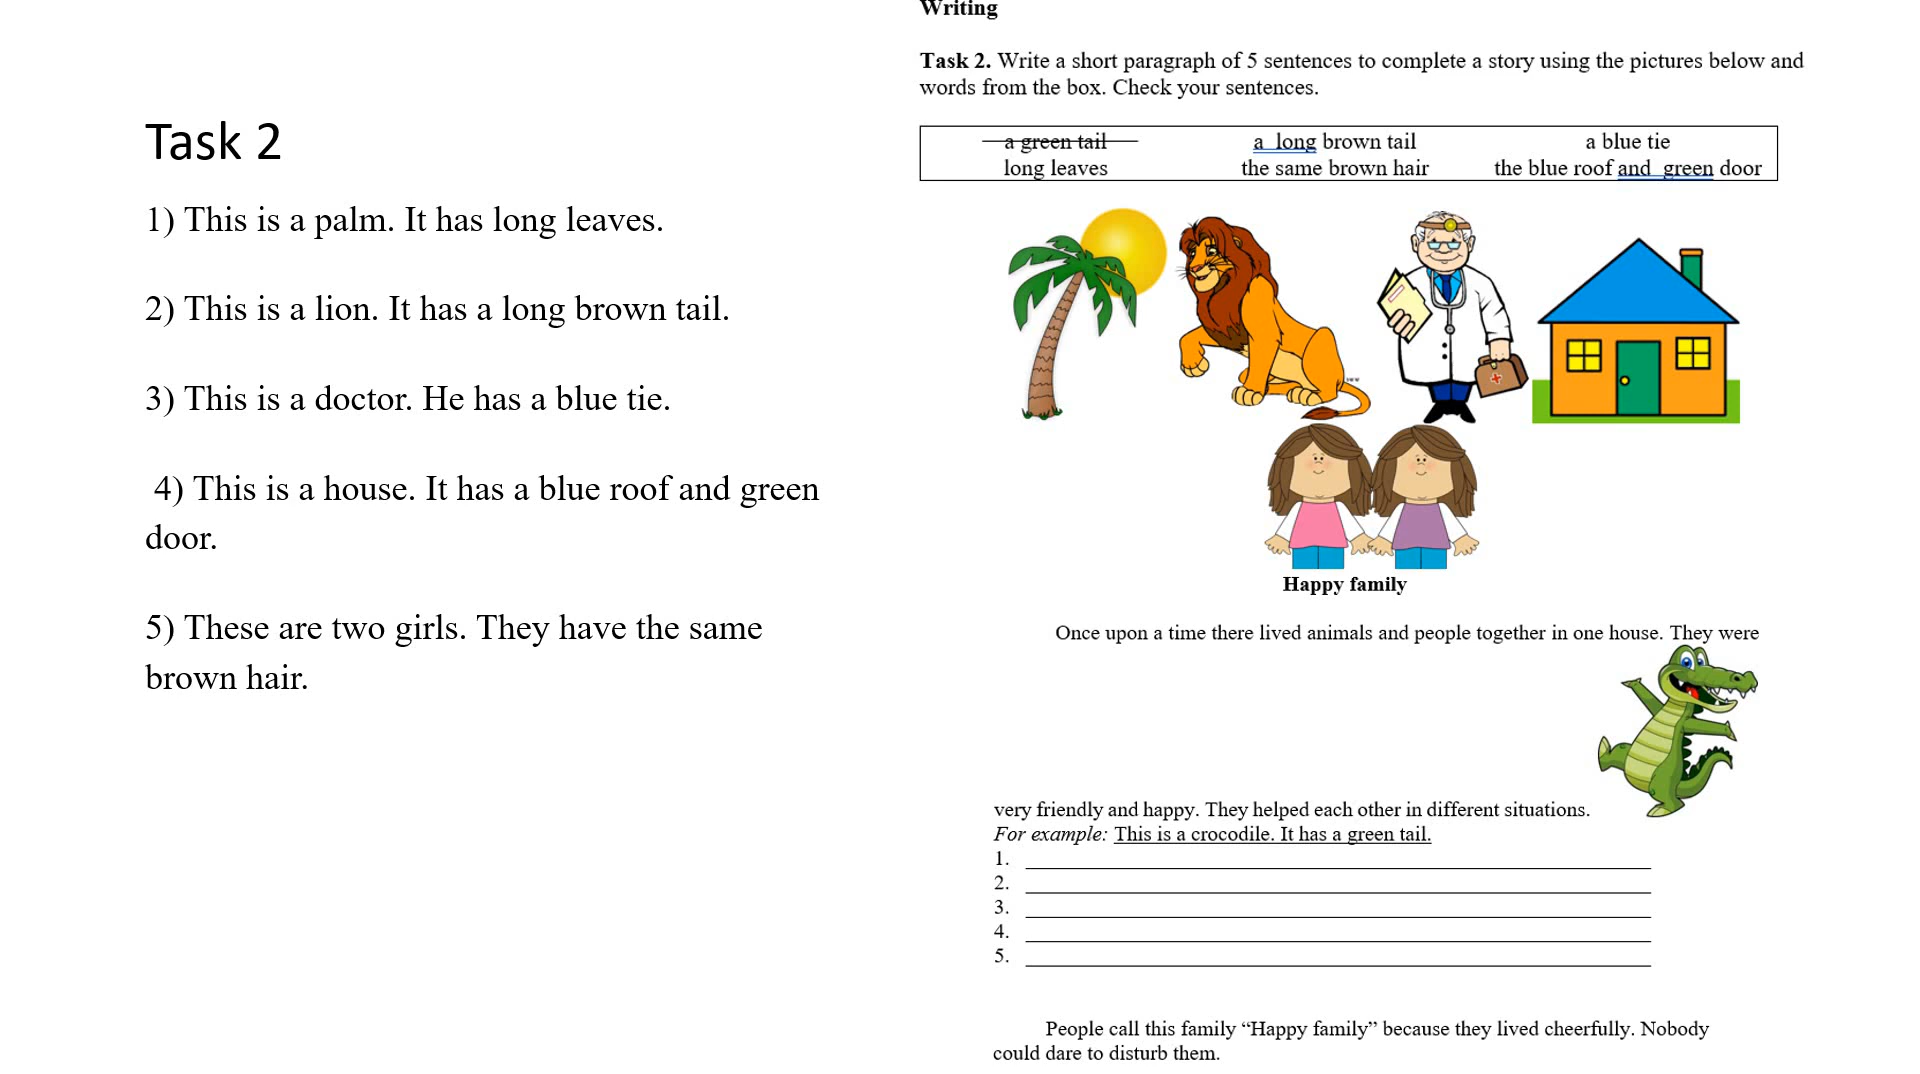 Task 2
1) This is a palm. It has long leaves.
2) This is a lion. It has a long brown tail.
3) This is a doctor. He has a blue tie.
4) This is a house. It has a blue roof and green
door.
5) These are two girls. They have the same
brown hair.
Writing
Task 2. Write a short paragraph of 5 sentences to complete a story using the pictures below and
words from the box. Check your sentences.
a green tail a long brown tail a blue tie
long leaves the same brown hair the blue roof and green door
Happy family
Once upon a time there lived animals and people together in one house. They were
very friendly and happy. They helped each other in different situations.
For example: This is a crocodile. It has a green tail.
1.
2.
3.
4.
5.
People call this family “Happy family” because they lived cheerfully. Nobody
could dare to disturb them.